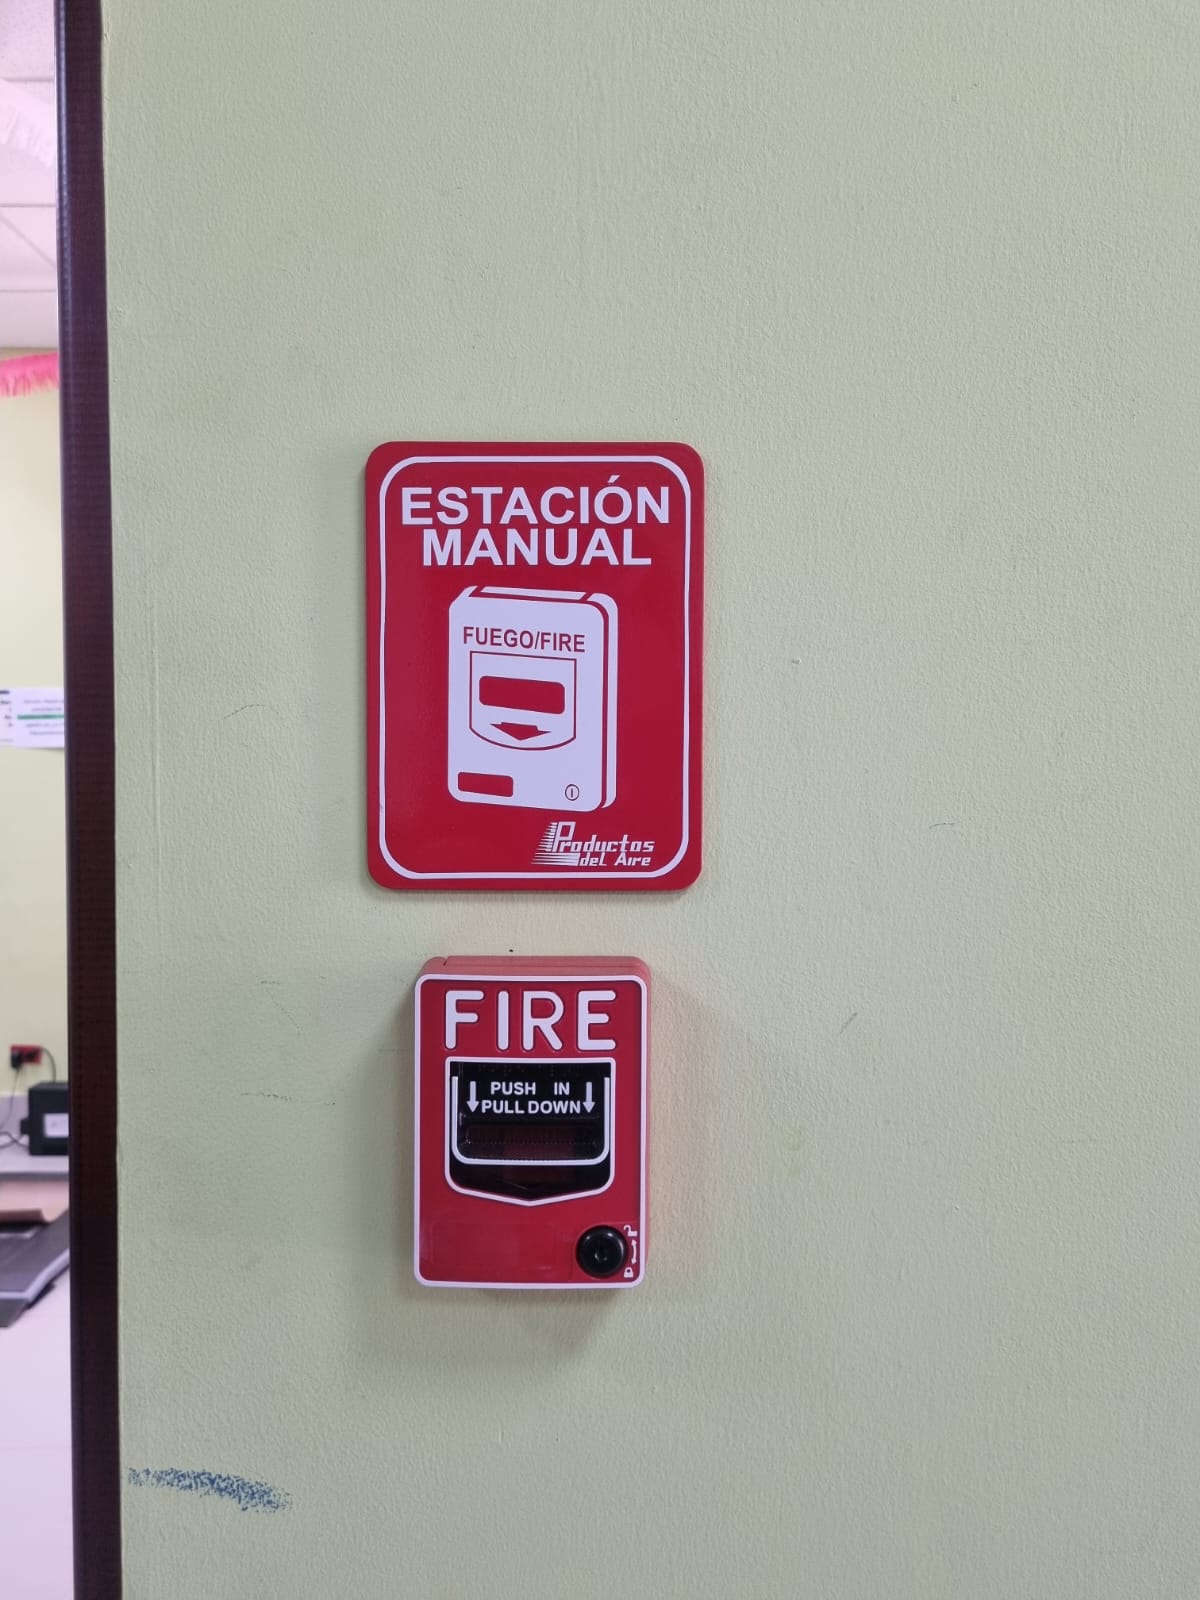 ESTACIÓN
MANUAL
FUEGO/FIRE
Productos
del Aire
FIRE
PUSH IN
PULL DOWN